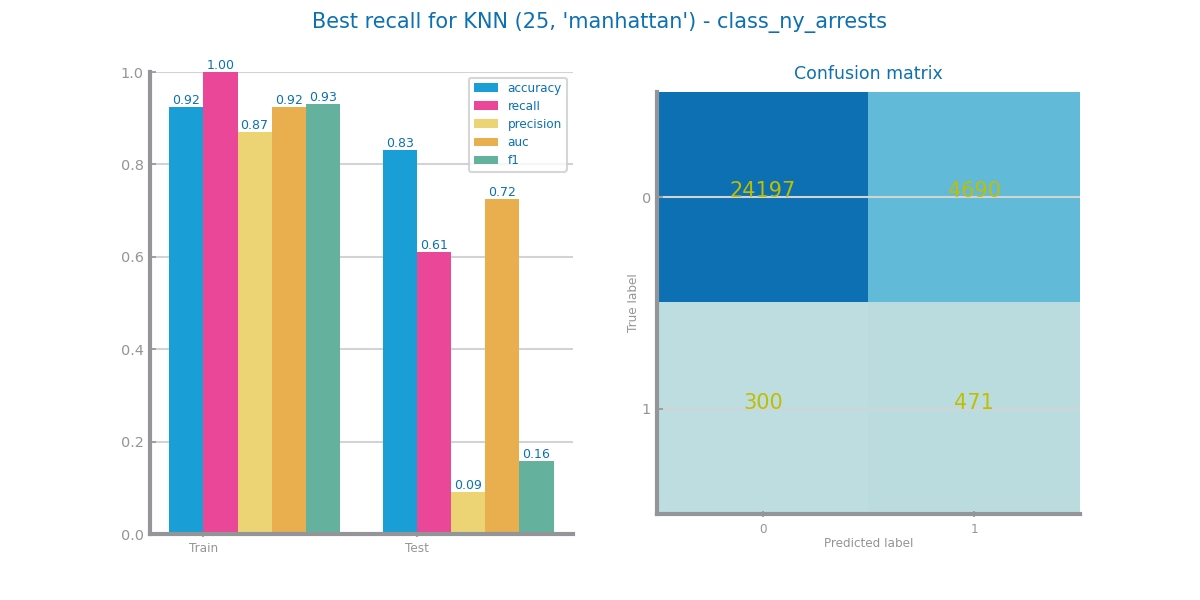 Best recall for KNN (25, 'manhattan') - class_ny_arrests
1.0
0.8
0.6
0.4
0.2
0.0
0.92
1.00
0.87
0.92
0.93
0.83
0.61
0.09
0.72
0.16
Train
Test
accuracy
recall
precision
auc
f1
Confusion matrix
True label
0
1
24197
4690
300
471
0
1
Predicted label